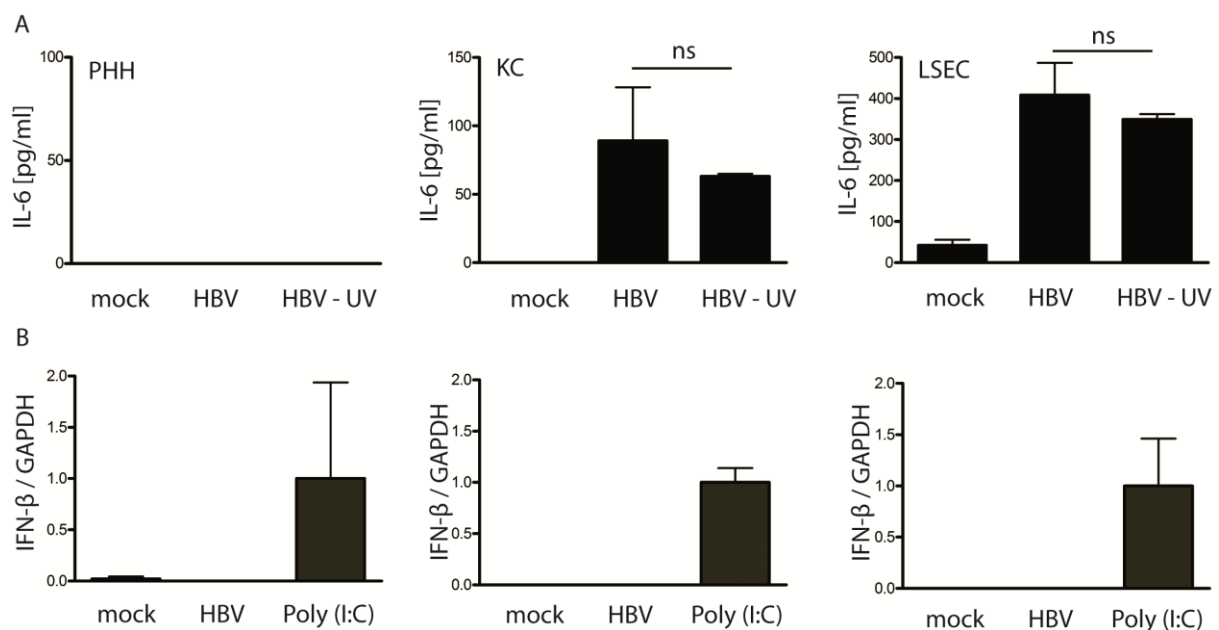 A
PHH
IL-6 [pg/ml]
100
50
0
mock HBV HBV - UV
KC
ns
IL-6 [pg/ml]
150
100
50
0
mock HBV HBV - UV
LSEC
ns
IL-6 [pg/ml]
500
400
300
200
100
0
mock HBV HBV - UV
B
IFN-β / GAPDH
2.0
1.5
1.0
0.5
0.0
mock HBV Poly (I:C)
IFN-β / GAPDH
2.0
1.5
1.0
0.5
0.0
mock HBV Poly (I:C)
IFN-β / GAPDH
2.0
1.5
1.0
0.5
0.0
mock HBV Poly (I:C)